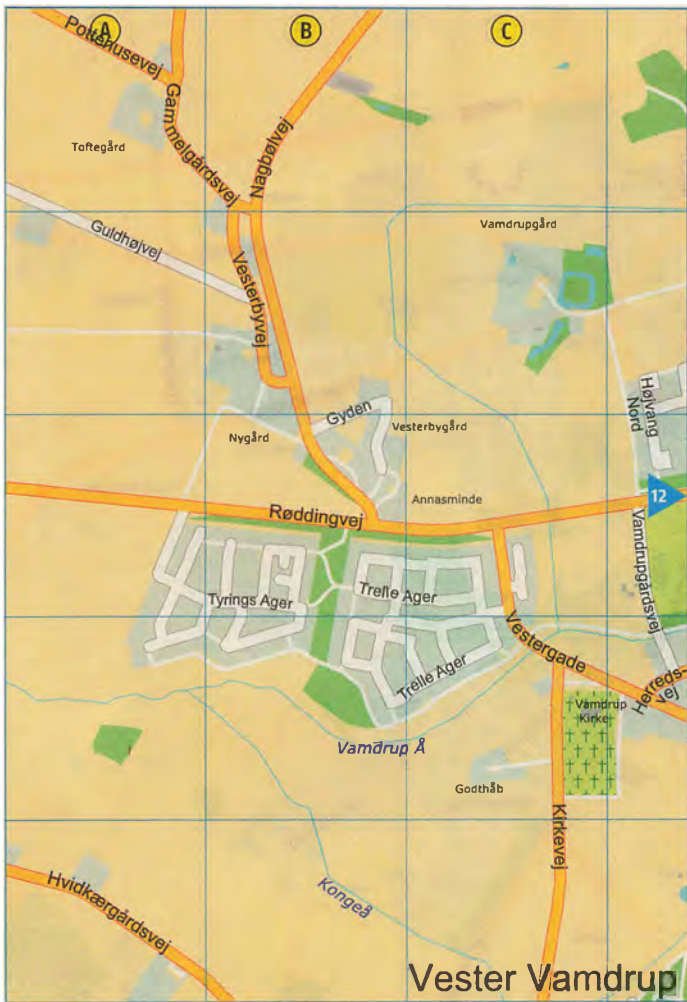 A
B
C
Pottehusevej
Gammelgårdsvej
Nagbølvej
Toftegård
Guldhøjvej
Vesterbyvej
Vamdrupgård
Højvang
Nord
Gyden
Nygård
Vesterbygård
Annasminde
12
Røddingvej
Vamdrupgårdsvej
Tyrings Ager
Trelle Ager
Vestergade
Trelle Ager
Herreds-
vej
Vamdrup
Kirke
Vamdrup Å
Godthåb
Kirkevej
Hvidkærgårdsvej
Kongeå
Vester Vamdrup